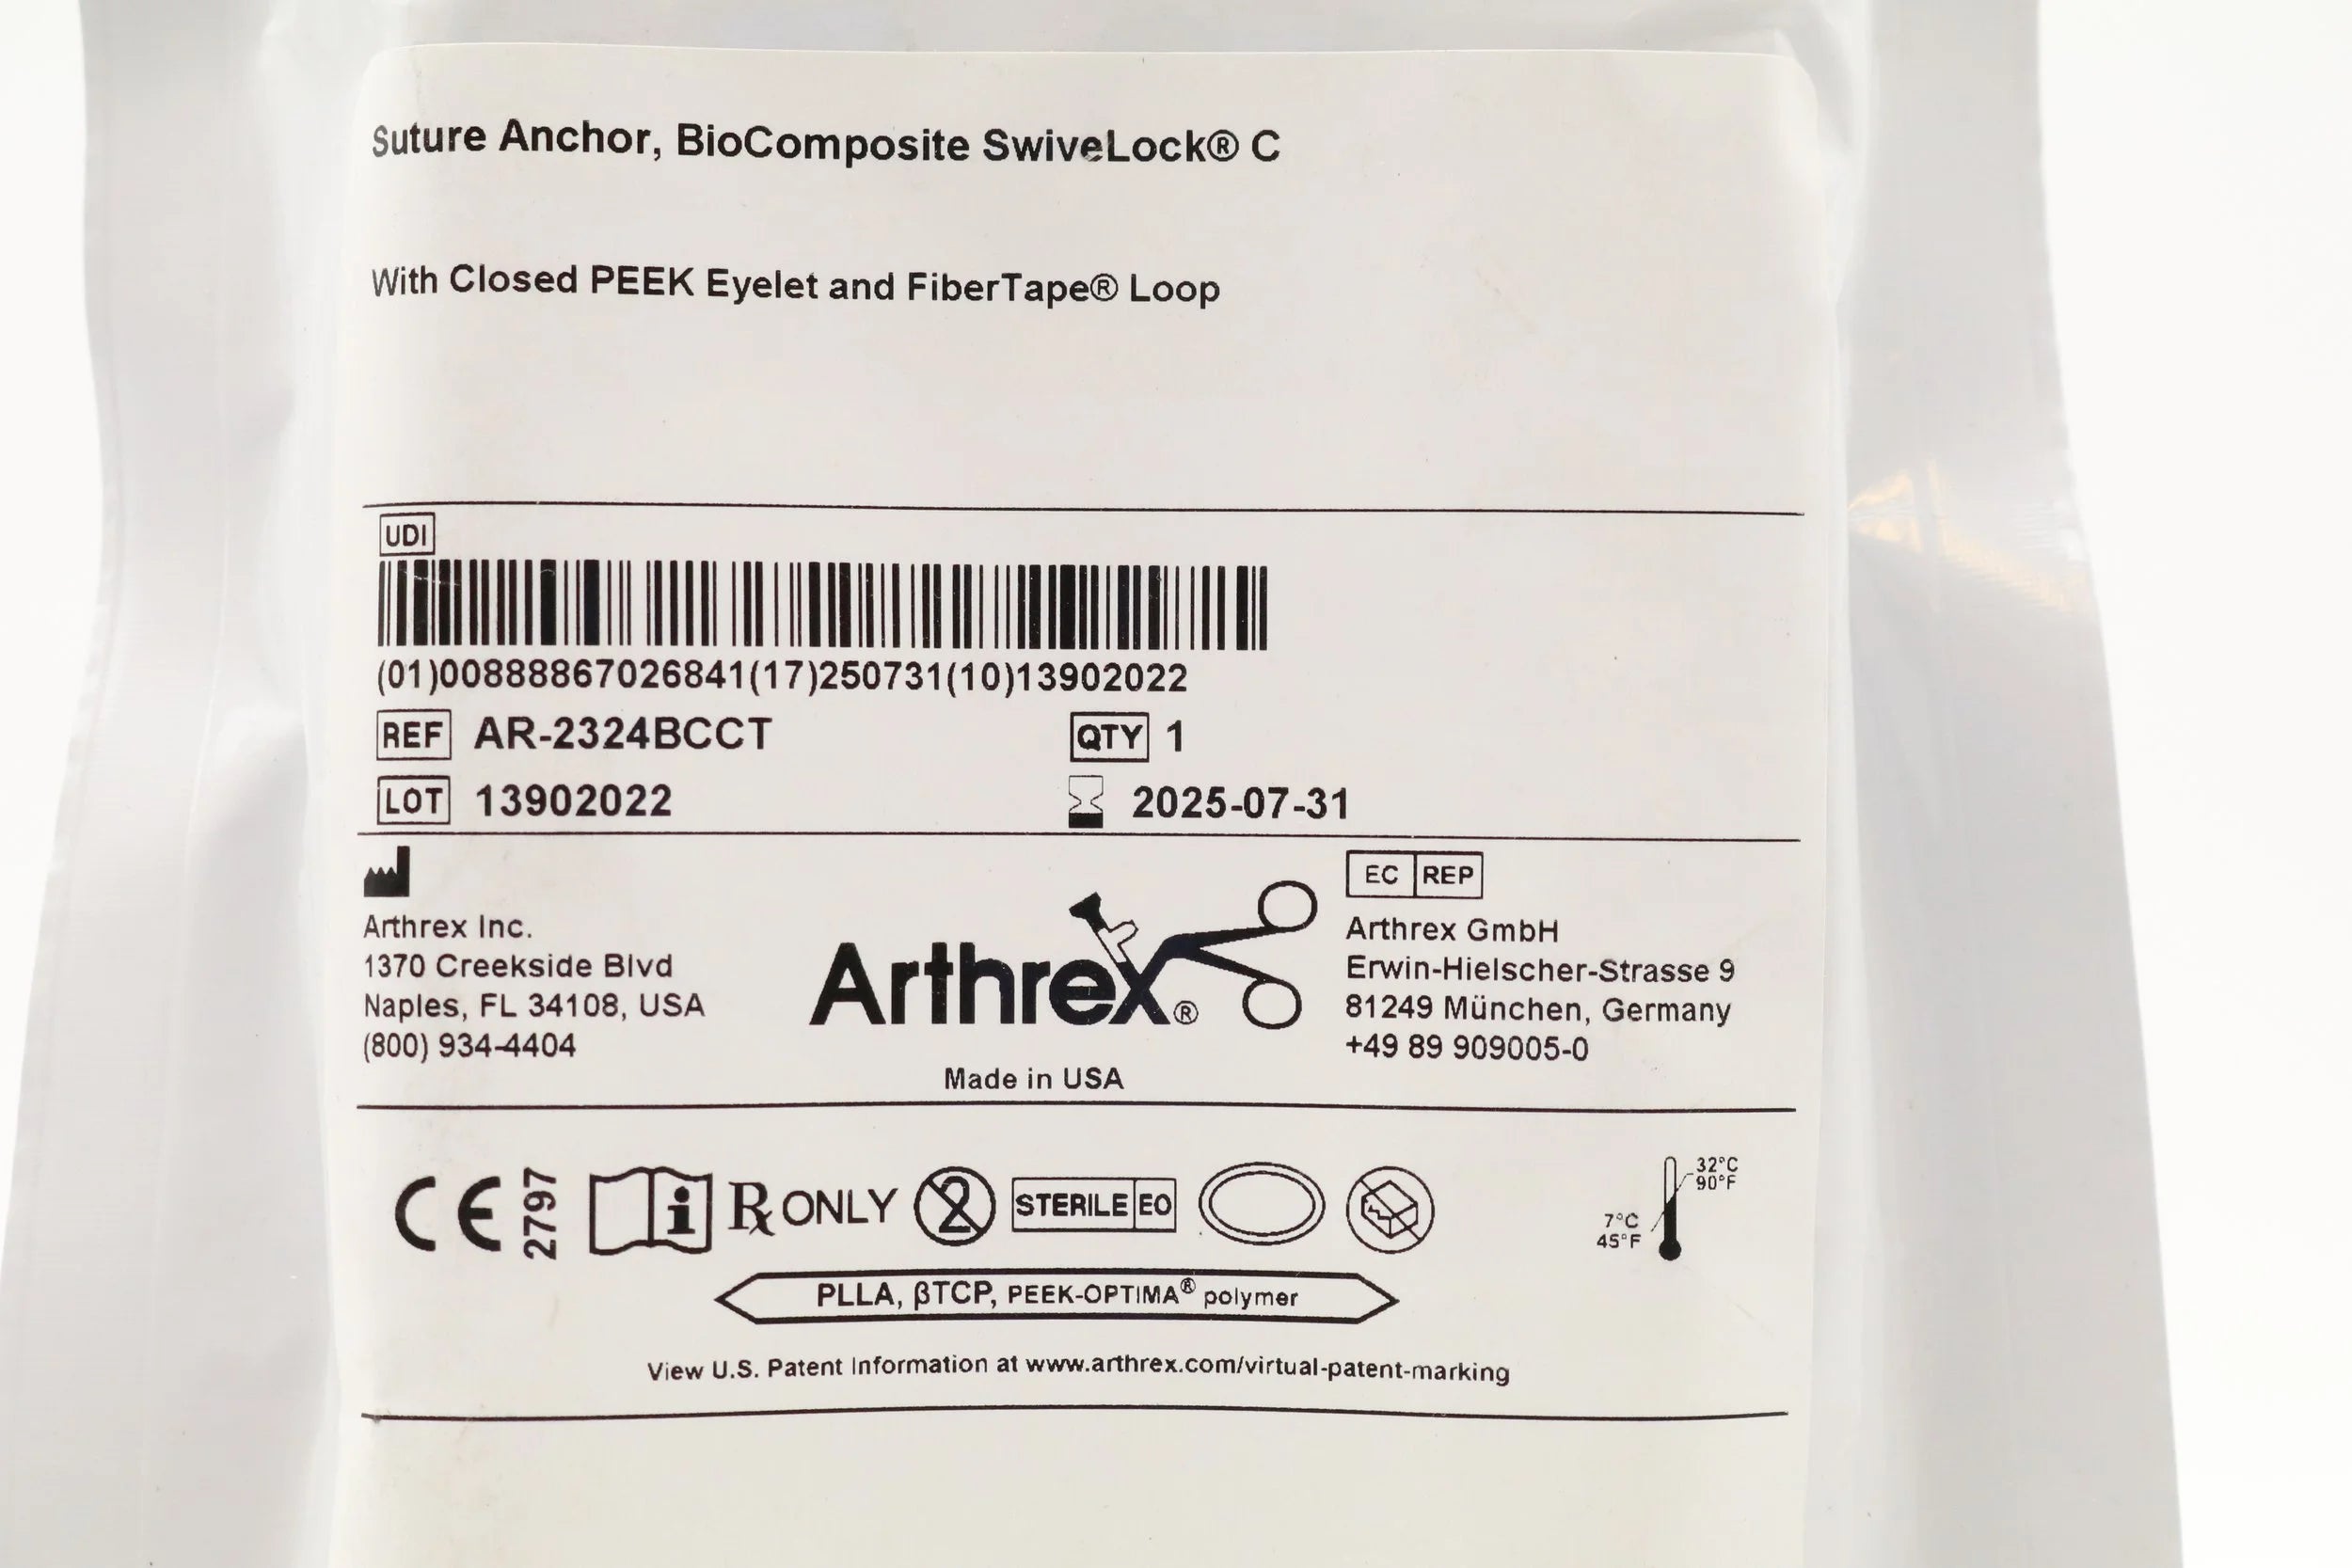 Suture Anchor, BioComposite SwiveLock® C
With Closed PEEK Eyelet and FiberTape® Loop
UDI
(01)00888867026841(17)250731(10)13902022
REF AR-2324BCCT QTY 1
LOT 13902022 2025-07-31
Arthrex Inc.
1370 Creekside Blvd
Naples, FL 34108, USA
(800) 934-4404
Arthrex®
Made in USA
EC REP
Arthrex GmbH
Erwin-Hielscher-Strasse 9
81249 München, Germany
+49 89 909005-0
CE 2797 i ℞ ONLY 2 STERILE EO
32°C
90°F
7°C
45°F
PLLA, βTCP, PEEK-OPTIMA® polymer
View U.S. Patent Information at www.arthrex.com/virtual-patent-marking